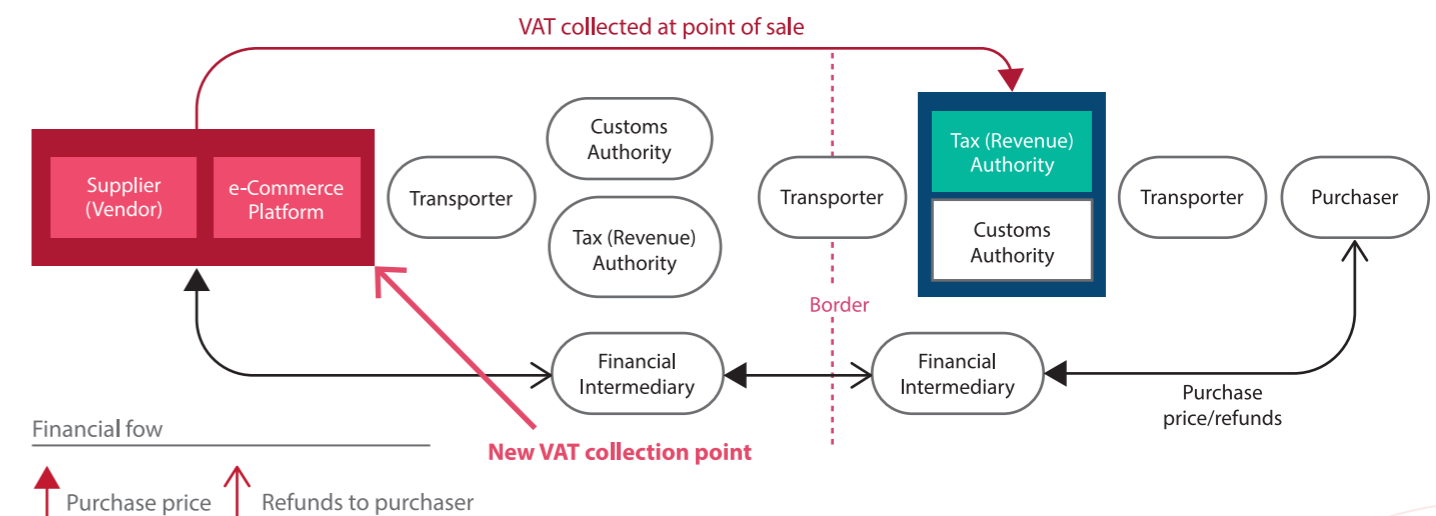 VAT collected at point of sale
Supplier
(Vendor)
e-Commerce
Platform
Transporter
Customs
Authority
Tax (Revenue)
Authority
Transporter
Tax (Revenue)
Authority
Customs
Authority
Transporter
Purchaser
Border
Financial
Intermediary
Financial
Intermediary
Purchase
price/refunds
New VAT collection point
Financial fow
Purchase price
Refunds to purchaser